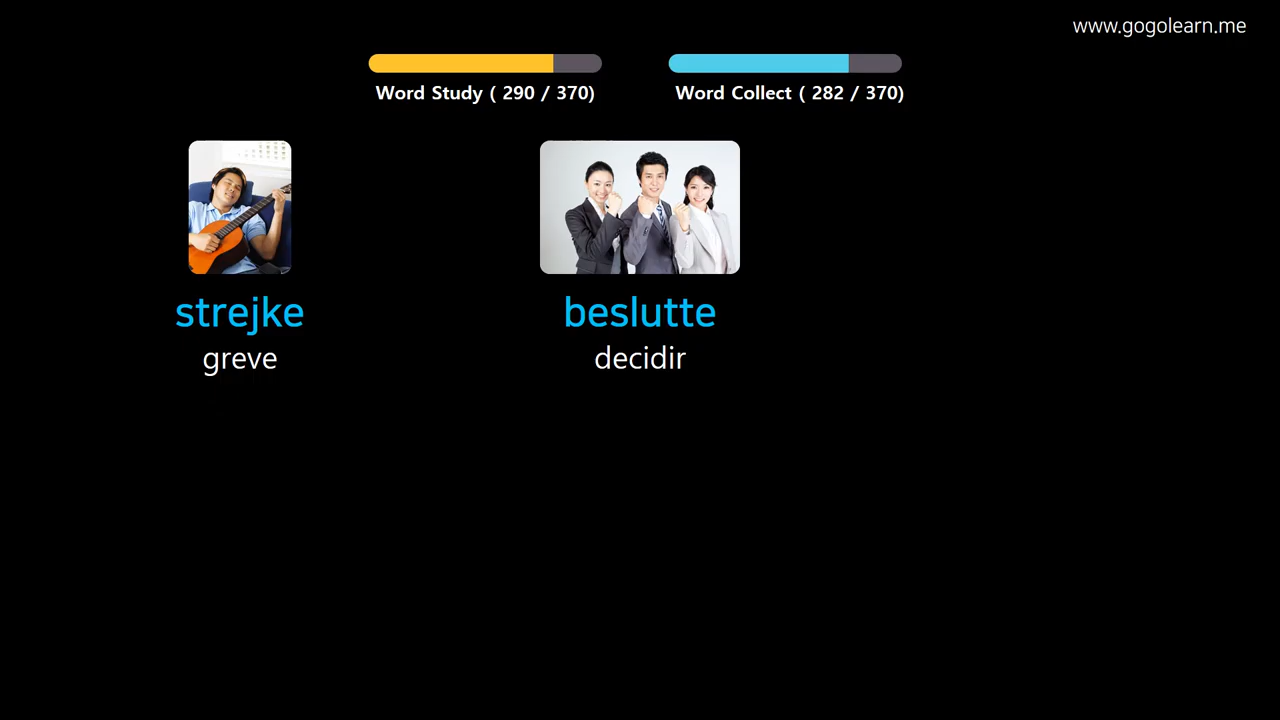 www.gogolearn.me
Word Study ( 290 / 370)
Word Collect ( 282 / 370)
strejke
greve
beslutte
decidir